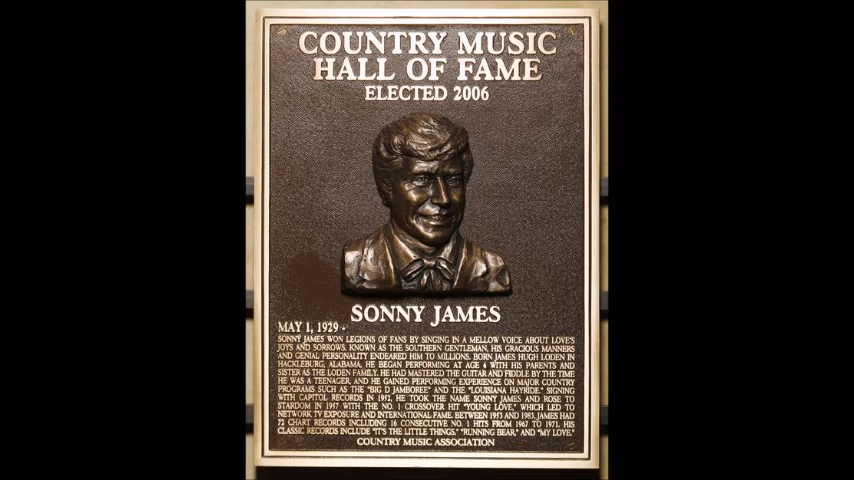 COUNTRY MUSIC
HALL OF FAME
ELECTED 2006
SONNY JAMES
MAY 1, 1929 -
SONNY JAMES WON LEGIONS OF FANS BY SINGING IN A MELLOW VOICE ABOUT LOVE'S
JOYS AND SORROWS. KNOWN AS THE SOUTHERN GENTLEMAN, HIS GRACIOUS MANNERS
AND GENIAL PERSONALITY ENDEARED HIM TO MILLIONS. BORN JAMES HUGH LODEN IN
HACKLEBURG, ALABAMA, HE BEGAN PERFORMING AT AGE 4 WITH HIS PARENTS AND
SISTER AS THE LODEN FAMILY. HE HAD MASTERED THE GUITAR AND FIDDLE BY THE TIME
HE WAS A TEENAGER, AND HE GAINED PERFORMING EXPERIENCE ON MAJOR COUNTRY
PROGRAMS SUCH AS THE "BIG D JAMBOREE" AND THE "LOUISIANA HAYRIDE." SIGNING
WITH CAPITOL RECORDS IN 1952, HE TOOK THE NAME SONNY JAMES AND ROSE TO
STARDOM IN 1957 WITH THE NO. 1 CROSSOVER HIT "YOUNG LOVE," WHICH LED TO
NETWORK TV EXPOSURE AND INTERNATIONAL FAME. BETWEEN 1953 AND 1983, JAMES HAD
72 CHART RECORDS INCLUDING 16 CONSECUTIVE NO. 1 HITS FROM 1967 TO 1971. HIS
CLASSIC RECORDS INCLUDE "IT'S THE LITTLE THINGS," "RUNNING BEAR," AND "MY LOVE."
COUNTRY MUSIC ASSOCIATION